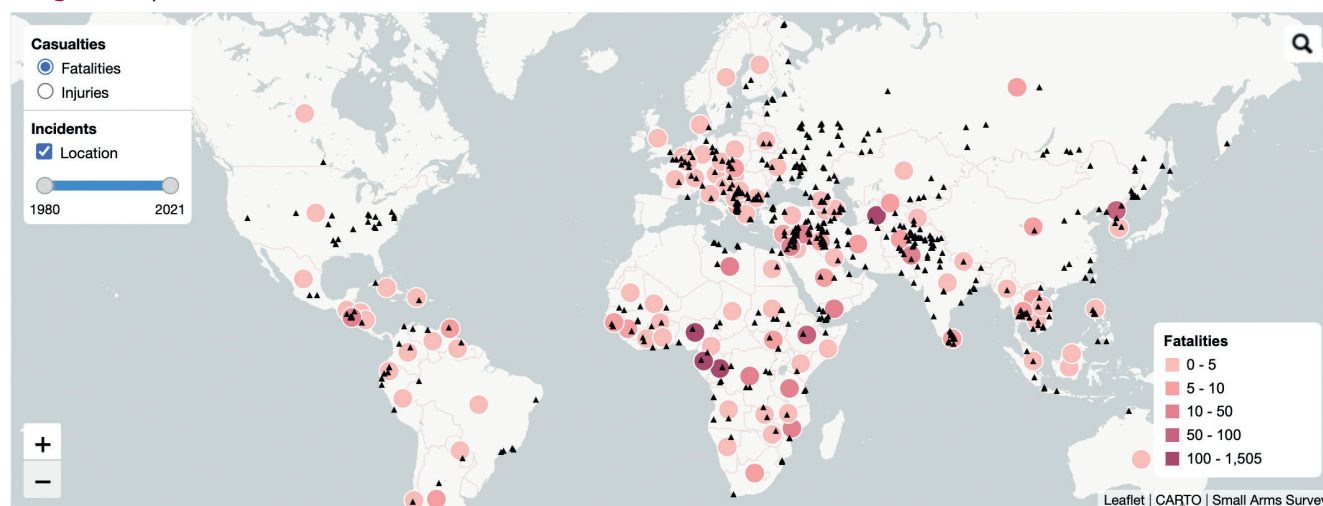 Casualties
Fatalities
Injuries
Incidents
Location
1980 2021
+
−
Fatalities
0 - 5
5 - 10
10 - 50
50 - 100
100 - 1,505
Leaflet | CARTO | Small Arms Survey